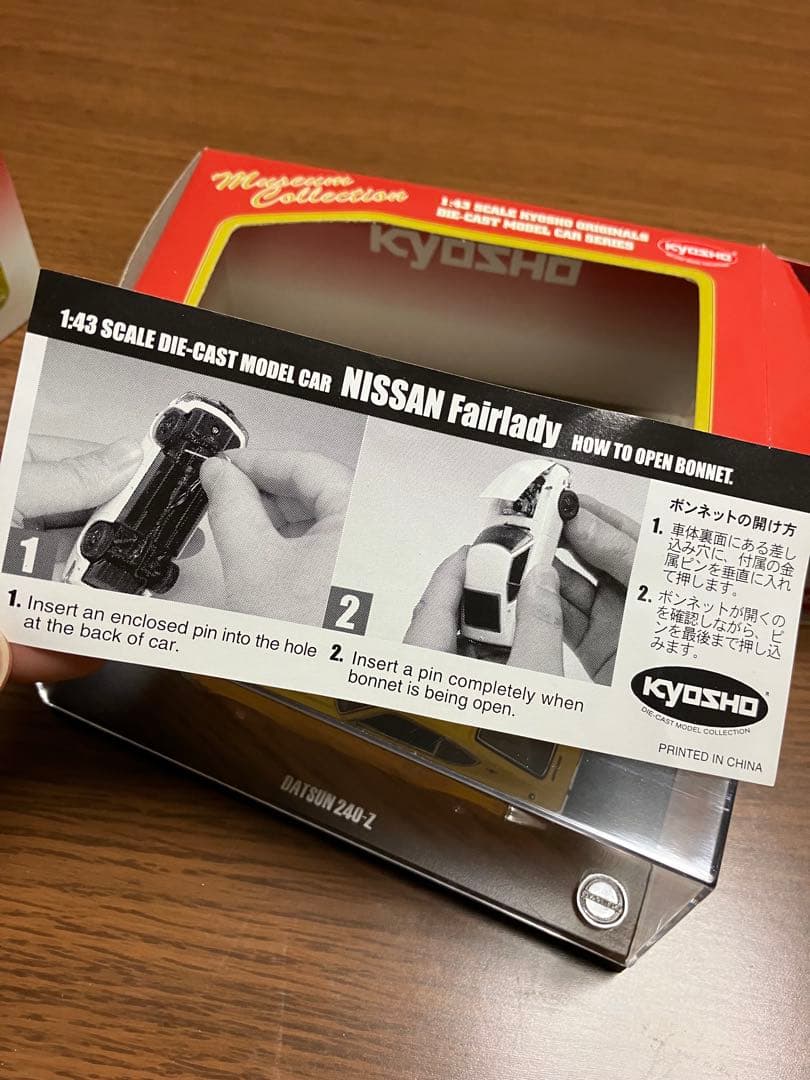 Museum
Collection
1:43 SCALE KYOSHO ORIGINALS
DIE-CAST MODEL CAR SERIES
KYOSHO
KYOSHO
1:43 SCALE DIE-CAST MODEL CAR NISSAN Fairlady HOW TO OPEN BONNET.
1
2
1. Insert an enclosed pin into the hole
at the back of car.
2. Insert a pin completely when
bonnet is being open.
ボンネットの開け方
1. 車体裏面にある差し
込み穴に、付属の金
属ピンを垂直に入れ
て押します。
2. ボンネットが開くの
を確認しながら、ピ
ンを最後まで押し込
みます。
KYOSHO
DIE-CAST MODEL COLLECTION
PRINTED IN CHINA
DATSUN 240-Z